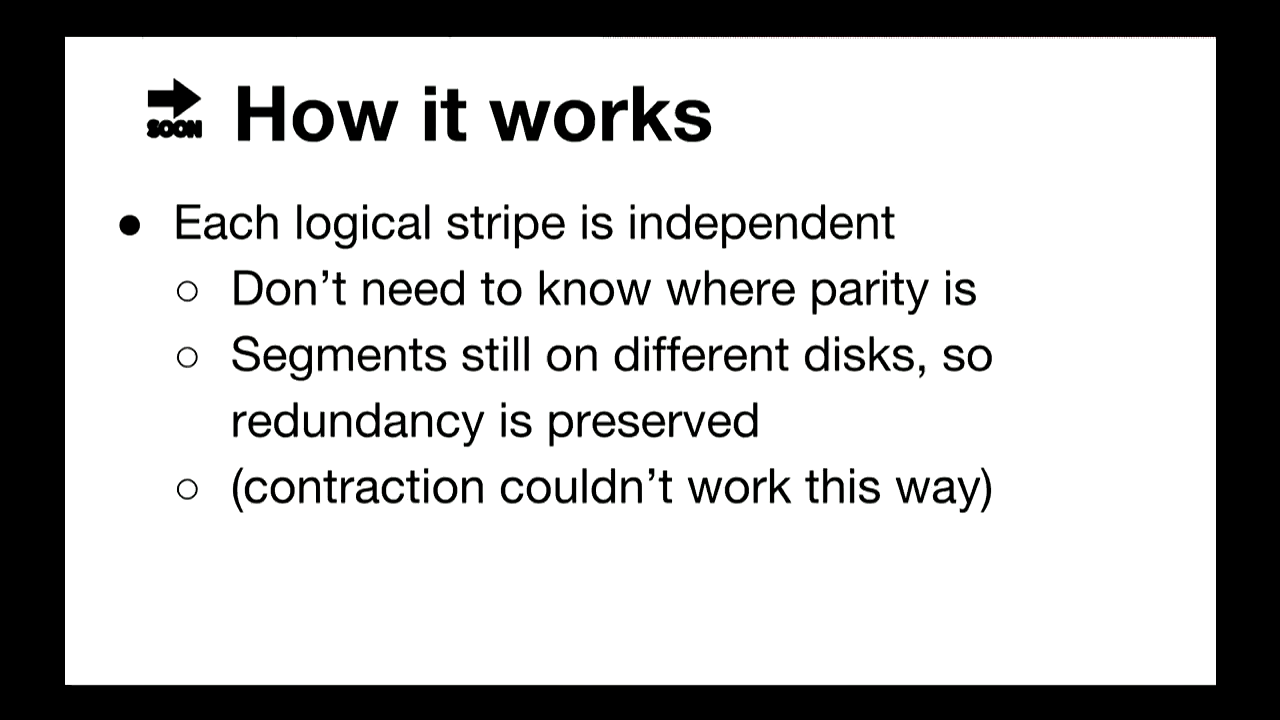 SOON How it works
● Each logical stripe is independent
○ Don’t need to know where parity is
○ Segments still on different disks, so
redundancy is preserved
○ (contraction couldn’t work this way)